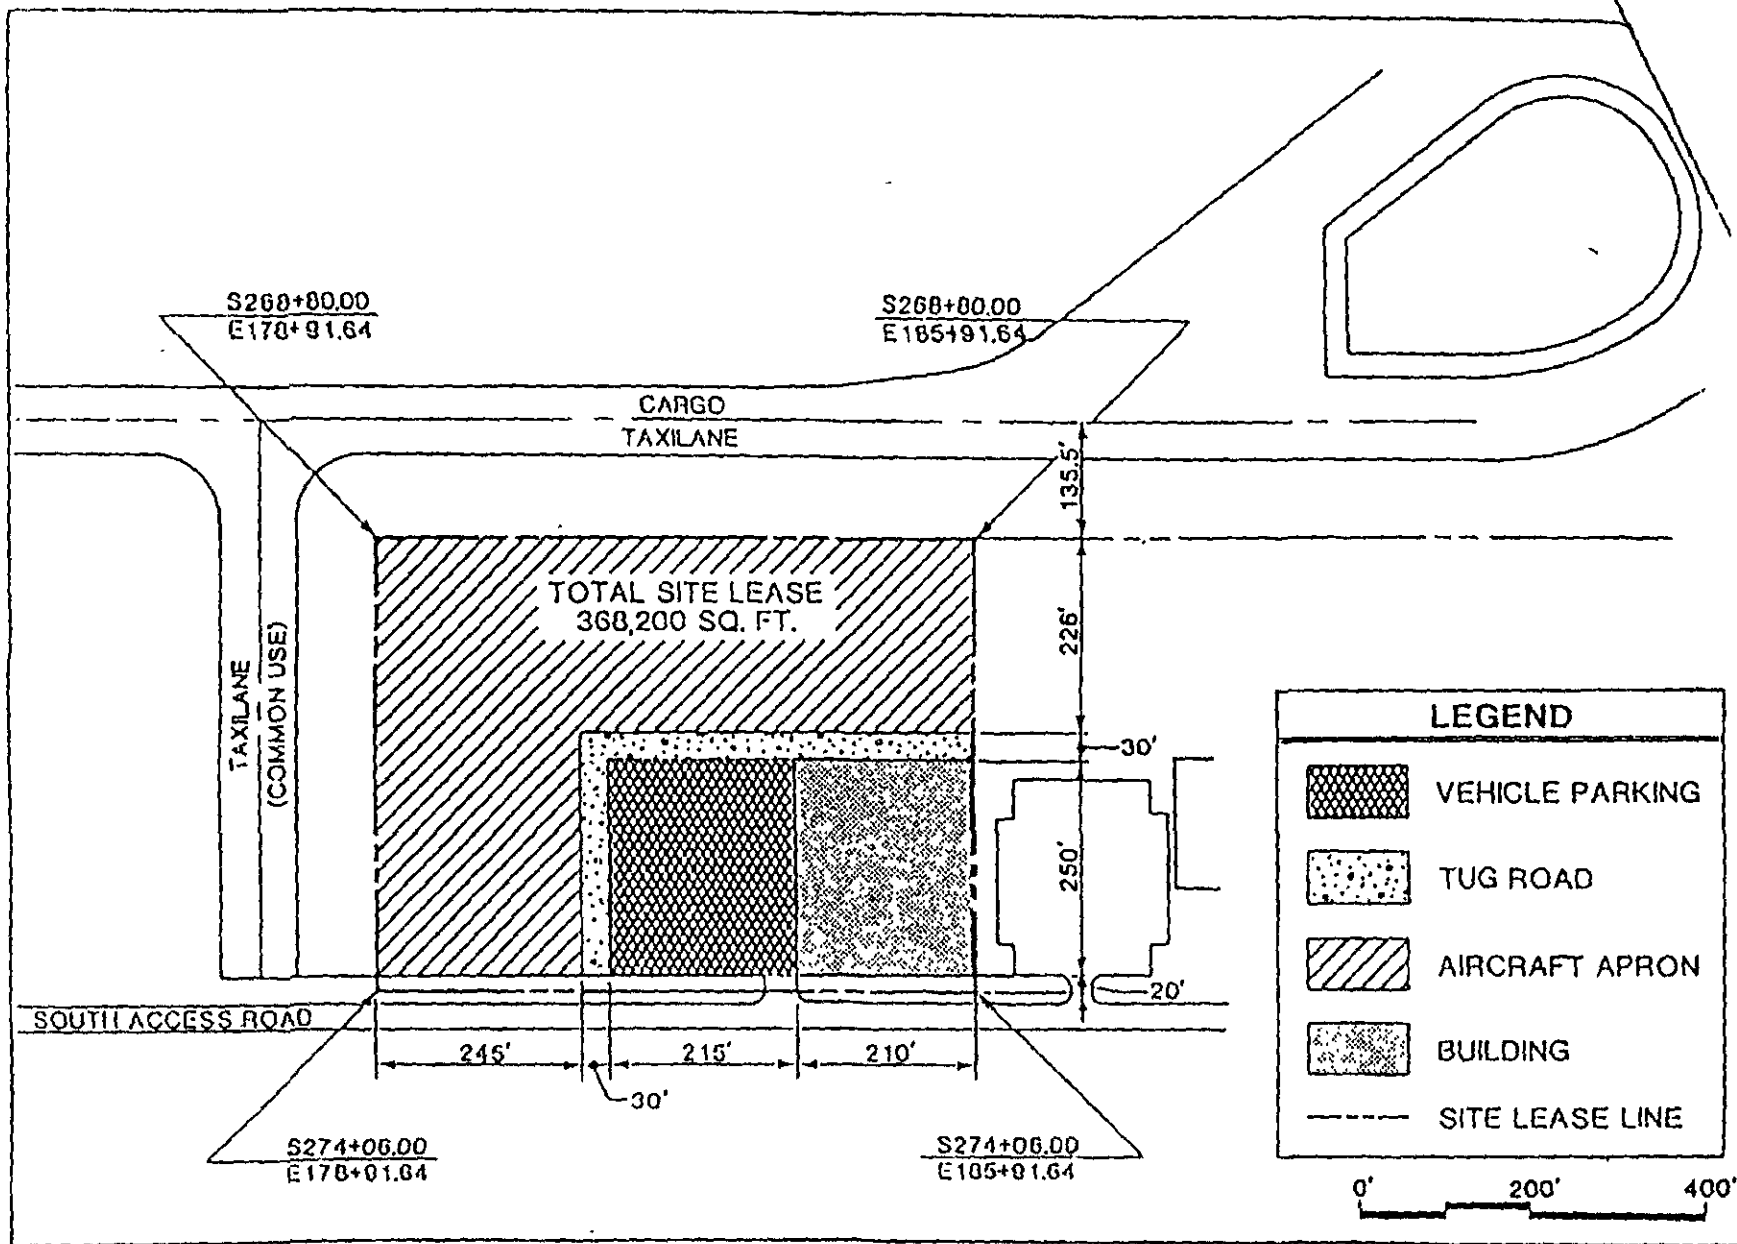 S268+80.00
E178+91.64
S268+80.00
E185+91.64
CARGO
TAXILANE
135.5'
TOTAL SITE LEASE
368,200 SQ. FT.
226'
TAXILANE
(COMMON USE)
30'
250'
20'
SOUTH ACCESS ROAD
245'
215'
210'
30'
S274+06.00
E178+91.64
S274+06.00
E185+91.64
LEGEND
VEHICLE PARKING
TUG ROAD
AIRCRAFT APRON
BUILDING
SITE LEASE LINE
0'
200'
400'